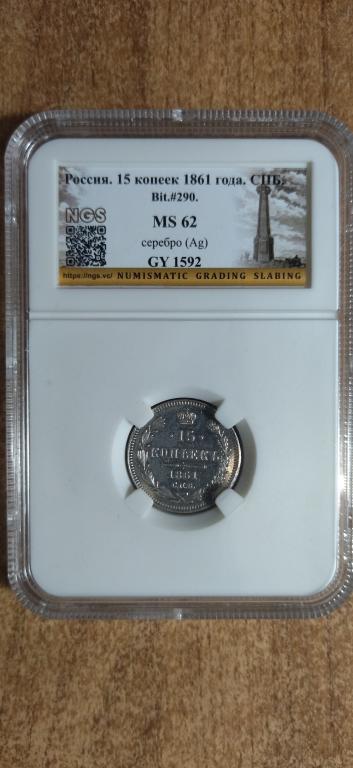 Россия. 15 копеек 1861 года. СПБ.
Bit.#290.
NGS
MS 62
серебро (Ag)
GY 1592
https://ngs.vc/ NUMISMATIC GRADING SLABING
15
КОПѢЕКЪ
1861
С.П.Б.